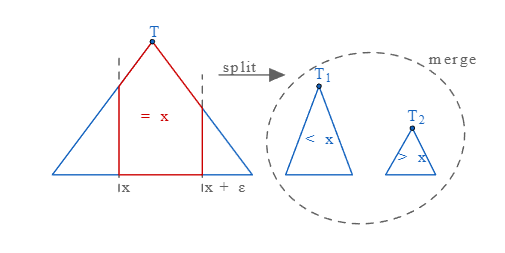 T
split
merge
T1
T2
= x
< x
> x
x
x + ε